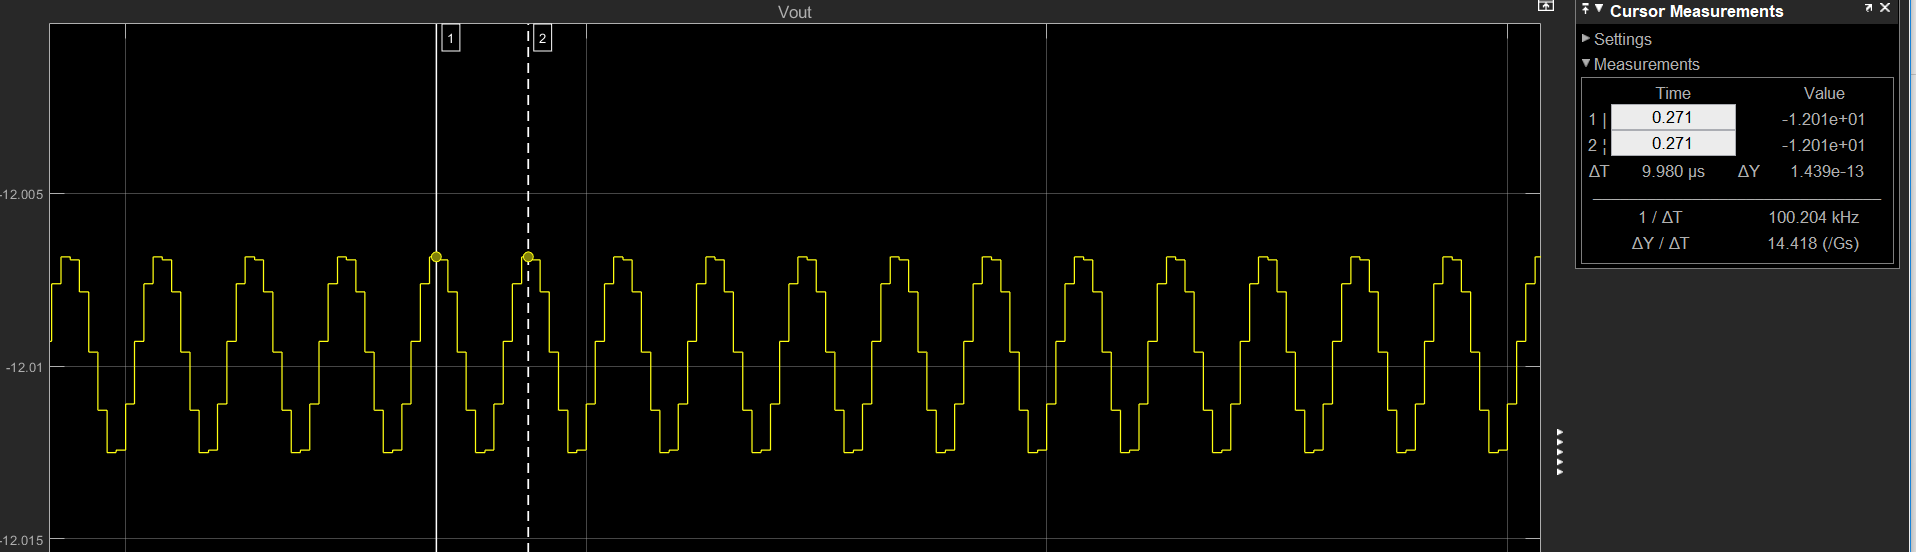 Vout
1
2
-12.005
-12.01
-12.015
Cursor Measurements
Settings
Measurements
Time Value
1 | 0.271 -1.201e+01
2 ¦ 0.271 -1.201e+01
ΔT 9.980 µs ΔY 1.439e-13
1 / ΔT 100.204 kHz
ΔY / ΔT 14.418 (/Gs)